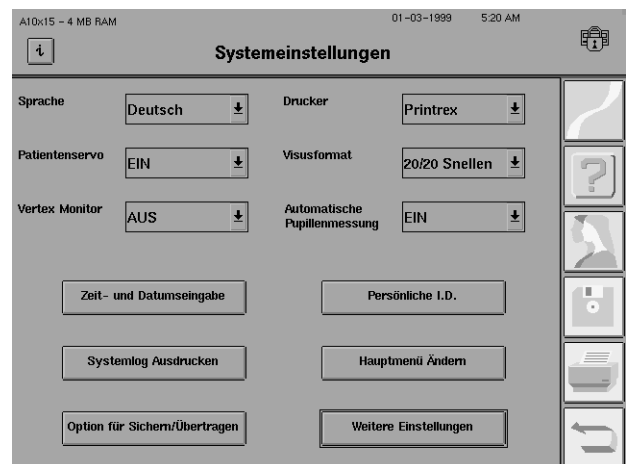 A10x15 – 4 MB RAM 01–03–1999 5:20 AM
i
Systemeinstellungen
Sprache Deutsch Drucker Printrex
Patientenservo EIN Visusformat 20/20 Snellen
Vertex Monitor AUS Automatische Pupillenmessung EIN
Zeit- und Datumseingabe Persönliche I.D.
Systemlog Ausdrucken Hauptmenü Ändern
Option für Sichern/Übertragen Weitere Einstellungen
?